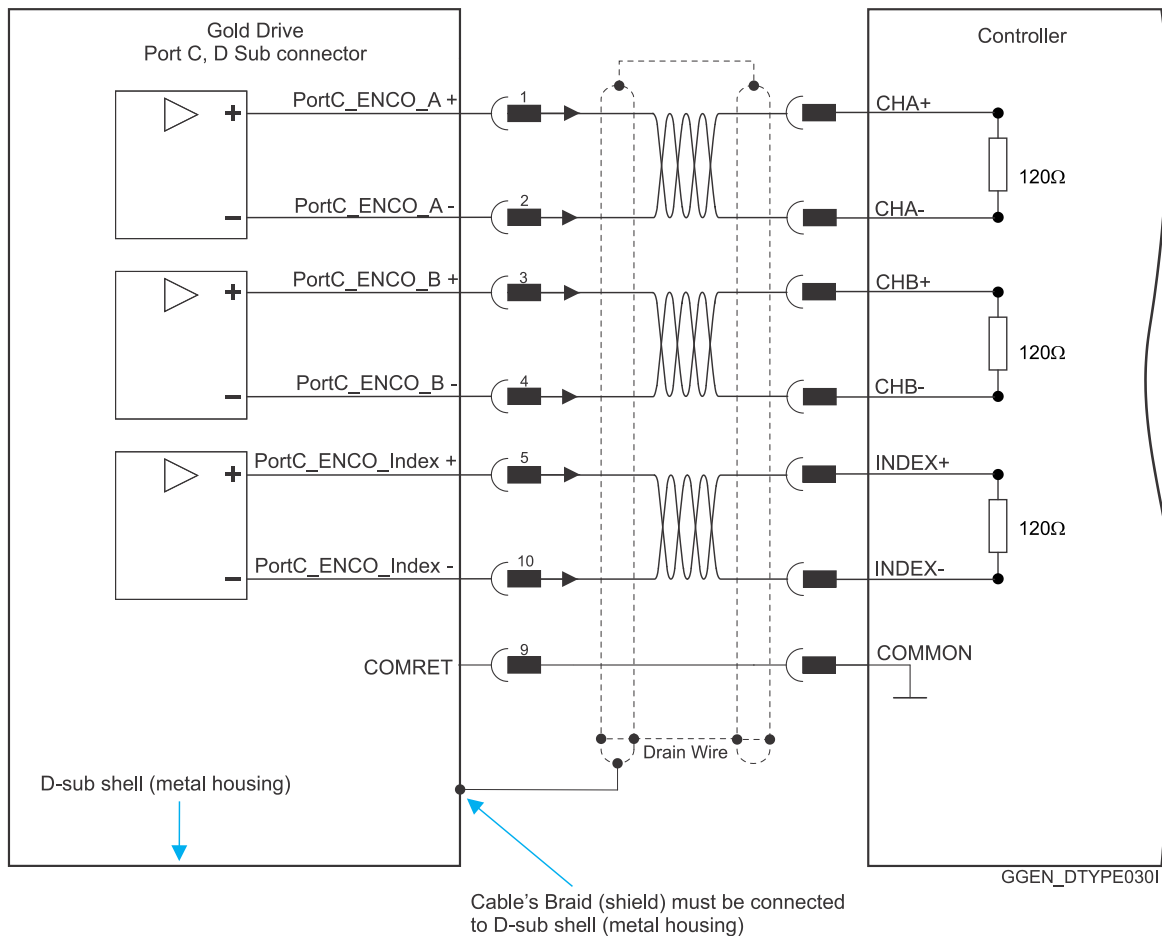 Gold Drive
Port C, D Sub connector
Controller
PortC_ENCO_A +
1
CHA+
120Ω
PortC_ENCO_A -
2
CHA-
PortC_ENCO_B +
3
CHB+
120Ω
PortC_ENCO_B -
4
CHB-
PortC_ENCO_Index +
5
INDEX+
120Ω
PortC_ENCO_Index -
10
INDEX-
COMRET
9
COMMON
Drain Wire
D-sub shell (metal housing)
GGEN_DTYPE030I
Cable's Braid (shield) must be connected
to D-sub shell (metal housing)